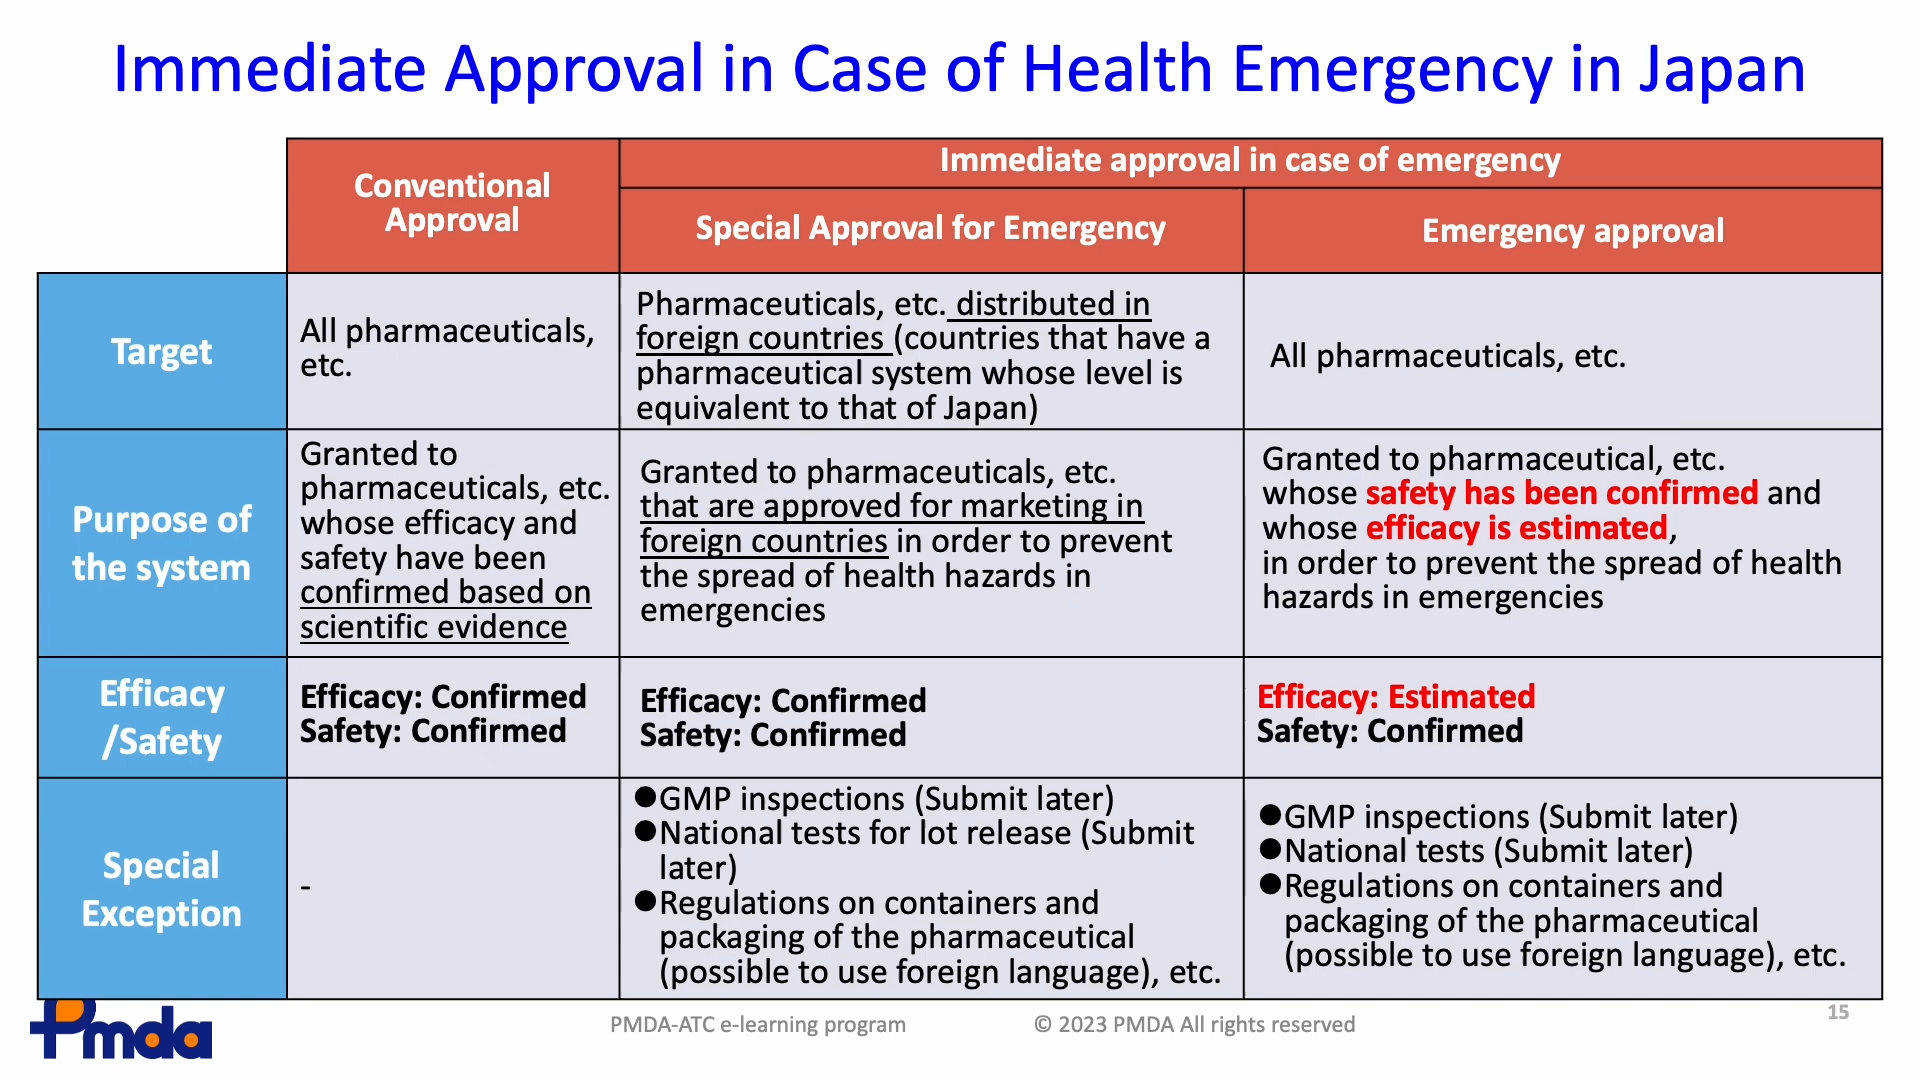 Immediate Approval in Case of Health Emergency in Japan
Conventional
Approval
Immediate approval in case of emergency
Special Approval for Emergency
Emergency approval
Target
All pharmaceuticals,
etc.
Pharmaceuticals, etc. distributed in
foreign countries (countries that have a
pharmaceutical system whose level is
equivalent to that of Japan)
All pharmaceuticals, etc.
Purpose of
the system
Granted to
pharmaceuticals, etc.
whose efficacy and
safety have been
confirmed based on
scientific evidence
Granted to pharmaceuticals, etc.
that are approved for marketing in
foreign countries in order to prevent
the spread of health hazards in
emergencies
Granted to pharmaceutical, etc.
whose safety has been confirmed and
whose efficacy is estimated,
in order to prevent the spread of health
hazards in emergencies
Efficacy
/Safety
Efficacy: Confirmed
Safety: Confirmed
Efficacy: Confirmed
Safety: Confirmed
Efficacy: Estimated
Safety: Confirmed
Special
Exception
-
●GMP inspections (Submit later)
●National tests for lot release (Submit
later)
●Regulations on containers and
packaging of the pharmaceutical
(possible to use foreign language), etc.
●GMP inspections (Submit later)
●National tests (Submit later)
●Regulations on containers and
packaging of the pharmaceutical
(possible to use foreign language), etc.
Pmda
PMDA-ATC e-learning program
© 2023 PMDA All rights reserved
15